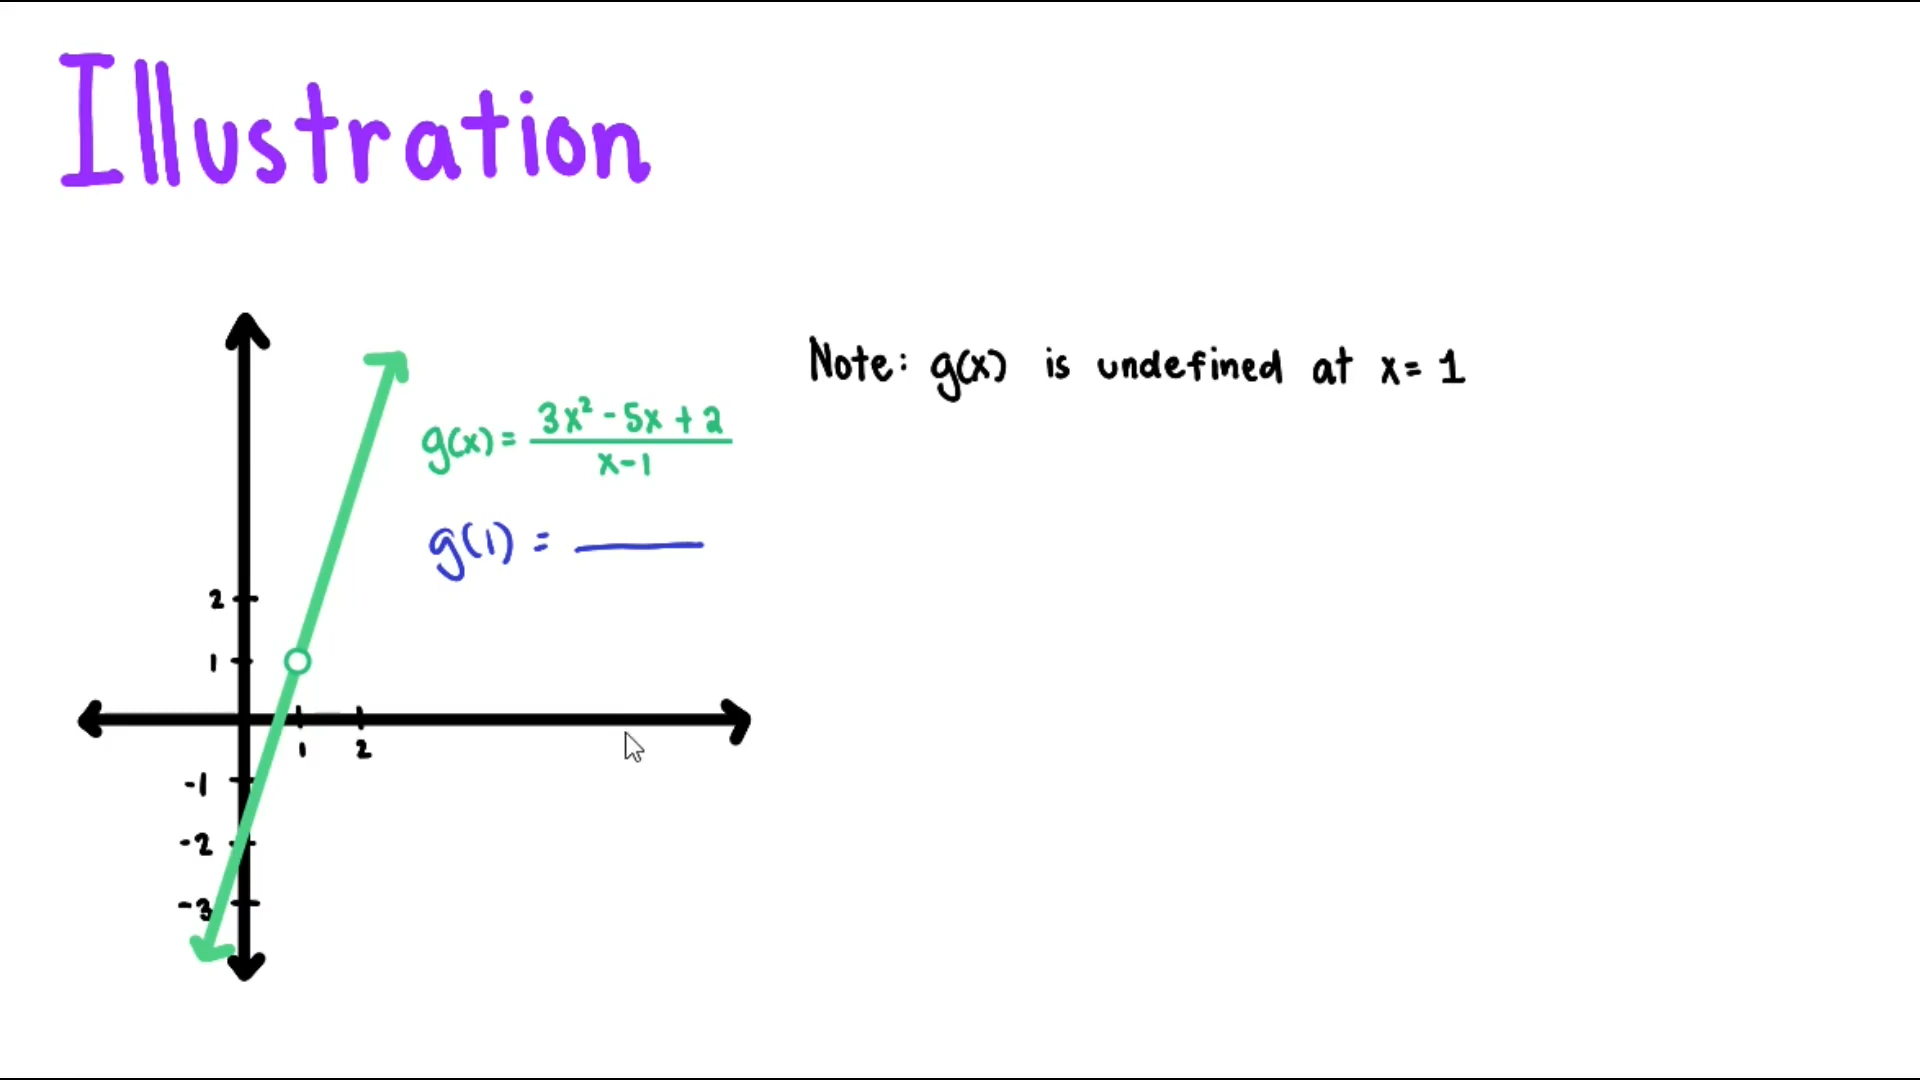 Illustration
Note: g(x) is undefined at x = 1
g(x) = 3x² - 5x + 2
x - 1
g(1) = ____
2
1
1 2
-1
-2
-3